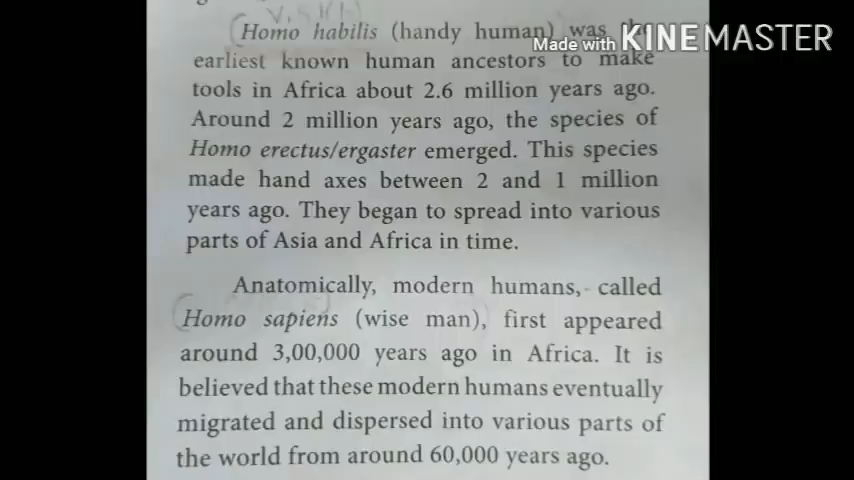 Homo habilis (handy human) was the
Made with KINEMASTER
earliest known human ancestors to make
tools in Africa about 2.6 million years ago.
Around 2 million years ago, the species of
Homo erectus/ergaster emerged. This species
made hand axes between 2 and 1 million
years ago. They began to spread into various
parts of Asia and Africa in time.
Anatomically, modern humans, called
Homo sapiens (wise man), first appeared
around 3,00,000 years ago in Africa. It is
believed that these modern humans eventually
migrated and dispersed into various parts of
the world from around 60,000 years ago.